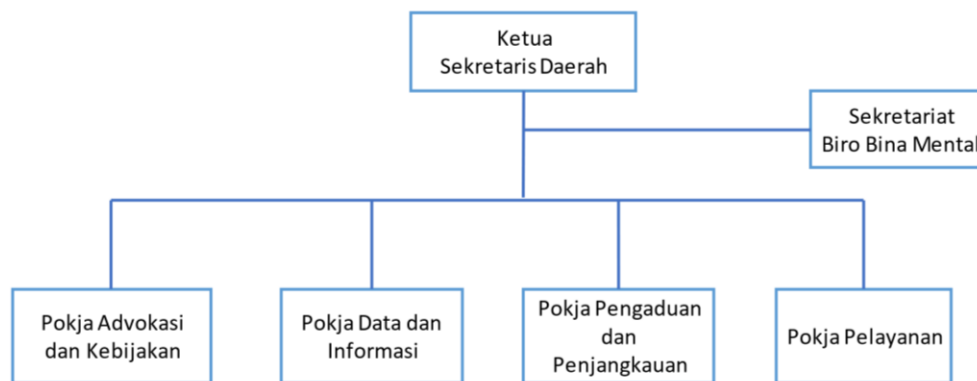 Ketua
Sekretaris Daerah
Sekretariat
Biro Bina Mental
Pokja Advokasi
dan Kebijakan
Pokja Data dan
Informasi
Pokja Pengaduan
dan
Penjangkauan
Pokja Pelayanan